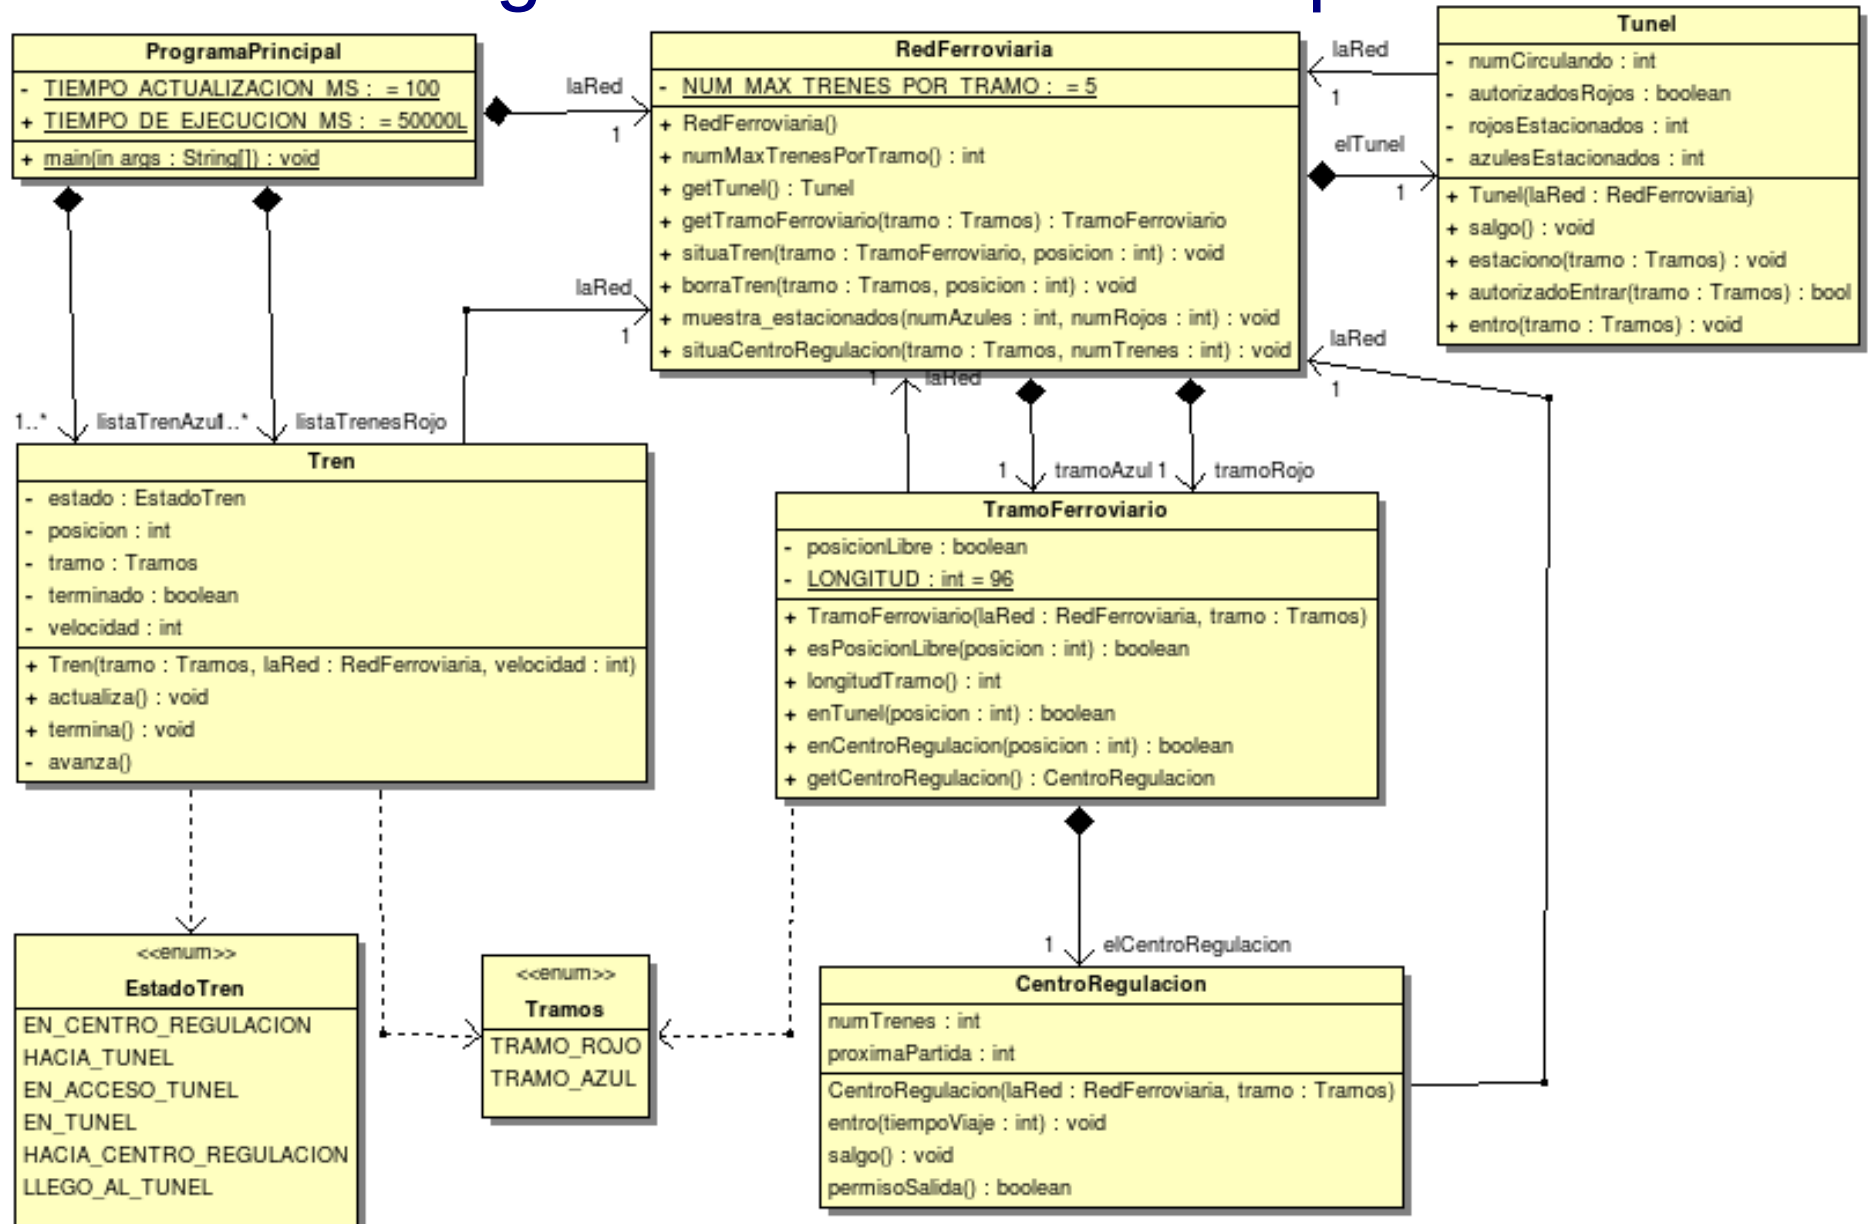 ProgramaPrincipal
- TIEMPO_ACTUALIZACION_MS : = 100
+ TIEMPO_DE_EJECUCION_MS : = 50000L
+ main(in args : String[]) : void
laRed
1
RedFerroviaria
- NUM_MAX_TRENES_POR_TRAMO : = 5
+ RedFerroviaria()
+ numMaxTrenesPorTramo() : int
+ getTunel() : Tunel
+ getTramoFerroviario(tramo : Tramos) : TramoFerroviario
+ situaTren(tramo : TramoFerroviario, posicion : int) : void
+ borraTren(tramo : Tramos, posicion : int) : void
+ muestra_estacionados(numAzules : int, numRojos : int) : void
+ situaCentroRegulacion(tramo : Tramos, numTrenes : int) : void
laRed
1
elTunel
1
Tunel
- numCirculando : int
- autorizadosRojos : boolean
- rojosEstacionados : int
- azulesEstacionados : int
+ Tunel(laRed : RedFerroviaria)
+ salgo() : void
+ estaciono(tramo : Tramos) : void
+ autorizadoEntrar(tramo : Tramos) : bool
+ entro(tramo : Tramos) : void
laRed
1
laRed
1
1 laRed
1..* listaTrenAzul
1..* listaTrenesRojo
1 tramoAzul
1 tramoRojo
Tren
- estado : EstadoTren
- posicion : int
- tramo : Tramos
- terminado : boolean
- velocidad : int
+ Tren(tramo : Tramos, laRed : RedFerroviaria, velocidad : int)
+ actualiza() : void
+ termina() : void
- avanza()
TramoFerroviario
- posicionLibre : boolean
- LONGITUD : int = 96
+ TramoFerroviario(laRed : RedFerroviaria, tramo : Tramos)
+ esPosicionLibre(posicion : int) : boolean
+ longitudTramo() : int
+ enTunel(posicion : int) : boolean
+ enCentroRegulacion(posicion : int) : boolean
+ getCentroRegulacion() : CentroRegulacion
1 elCentroRegulacion
<<enum>>
EstadoTren
EN_CENTRO_REGULACION
HACIA_TUNEL
EN_ACCESO_TUNEL
EN_TUNEL
HACIA_CENTRO_REGULACION
LLEGO_AL_TUNEL
<<enum>>
Tramos
TRAMO_ROJO
TRAMO_AZUL
CentroRegulacion
numTrenes : int
proximaPartida : int
CentroRegulacion(laRed : RedFerroviaria, tramo : Tramos)
entro(tiempoViaje : int) : void
salgo() : void
permisoSalida() : boolean